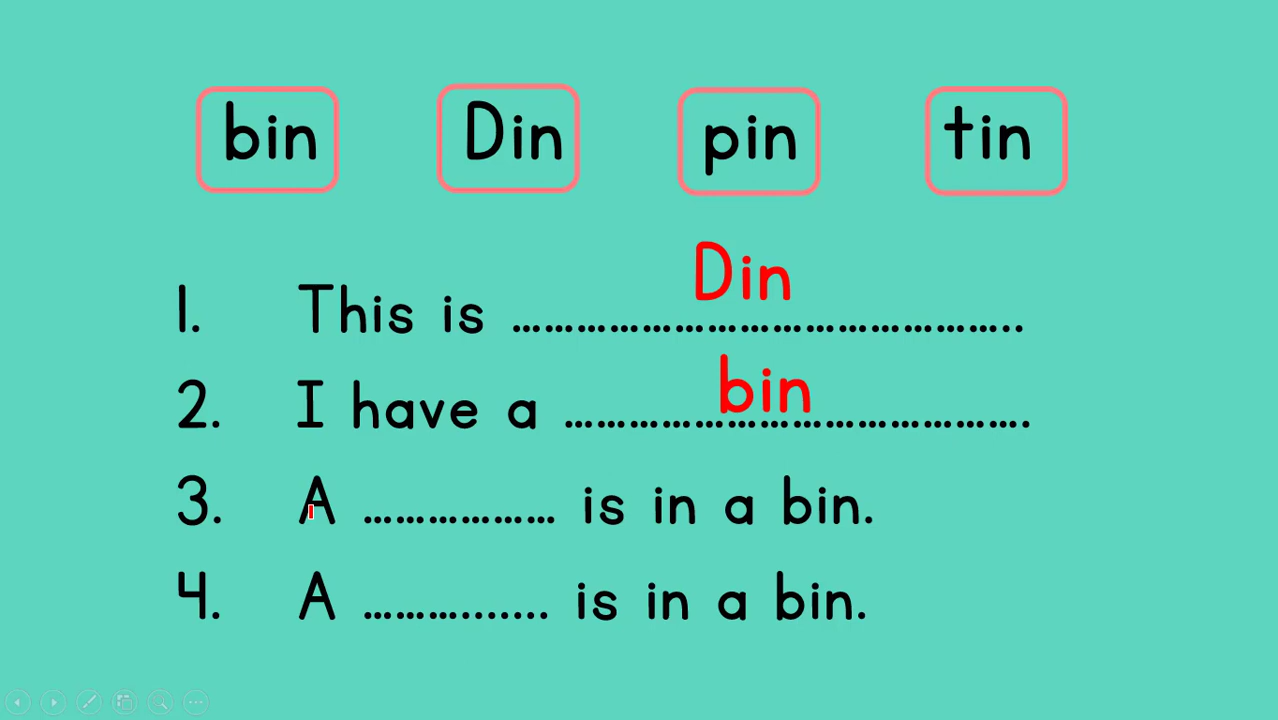 bin Din pin tin
Din
1. This is ........................................
bin
2. I have a ........................................
3. A .................. is in a bin.
4. A ................ is in a bin.